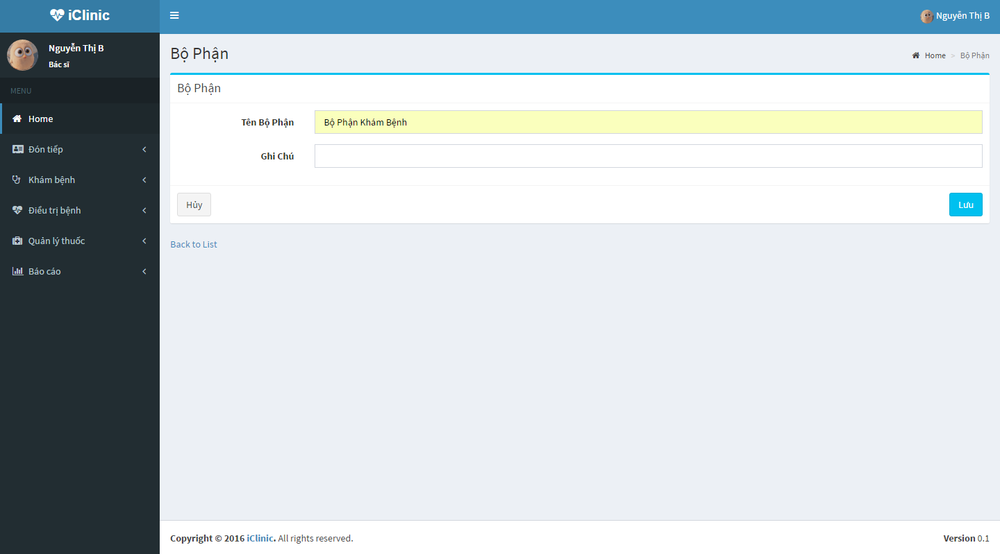 iClinic
Nguyễn Thị B
Nguyễn Thị B
Bác sĩ
MENU
Home
Đón tiếp
Khám bệnh
Điều trị bệnh
Quản lý thuốc
Báo cáo
Bộ Phận
Home > Bộ Phận
Bộ Phận
Tên Bộ Phận Bộ Phận Khám Bệnh
Ghi Chú
Hủy Lưu
Back to List
Copyright © 2016 iClinic. All rights reserved. Version 0.1